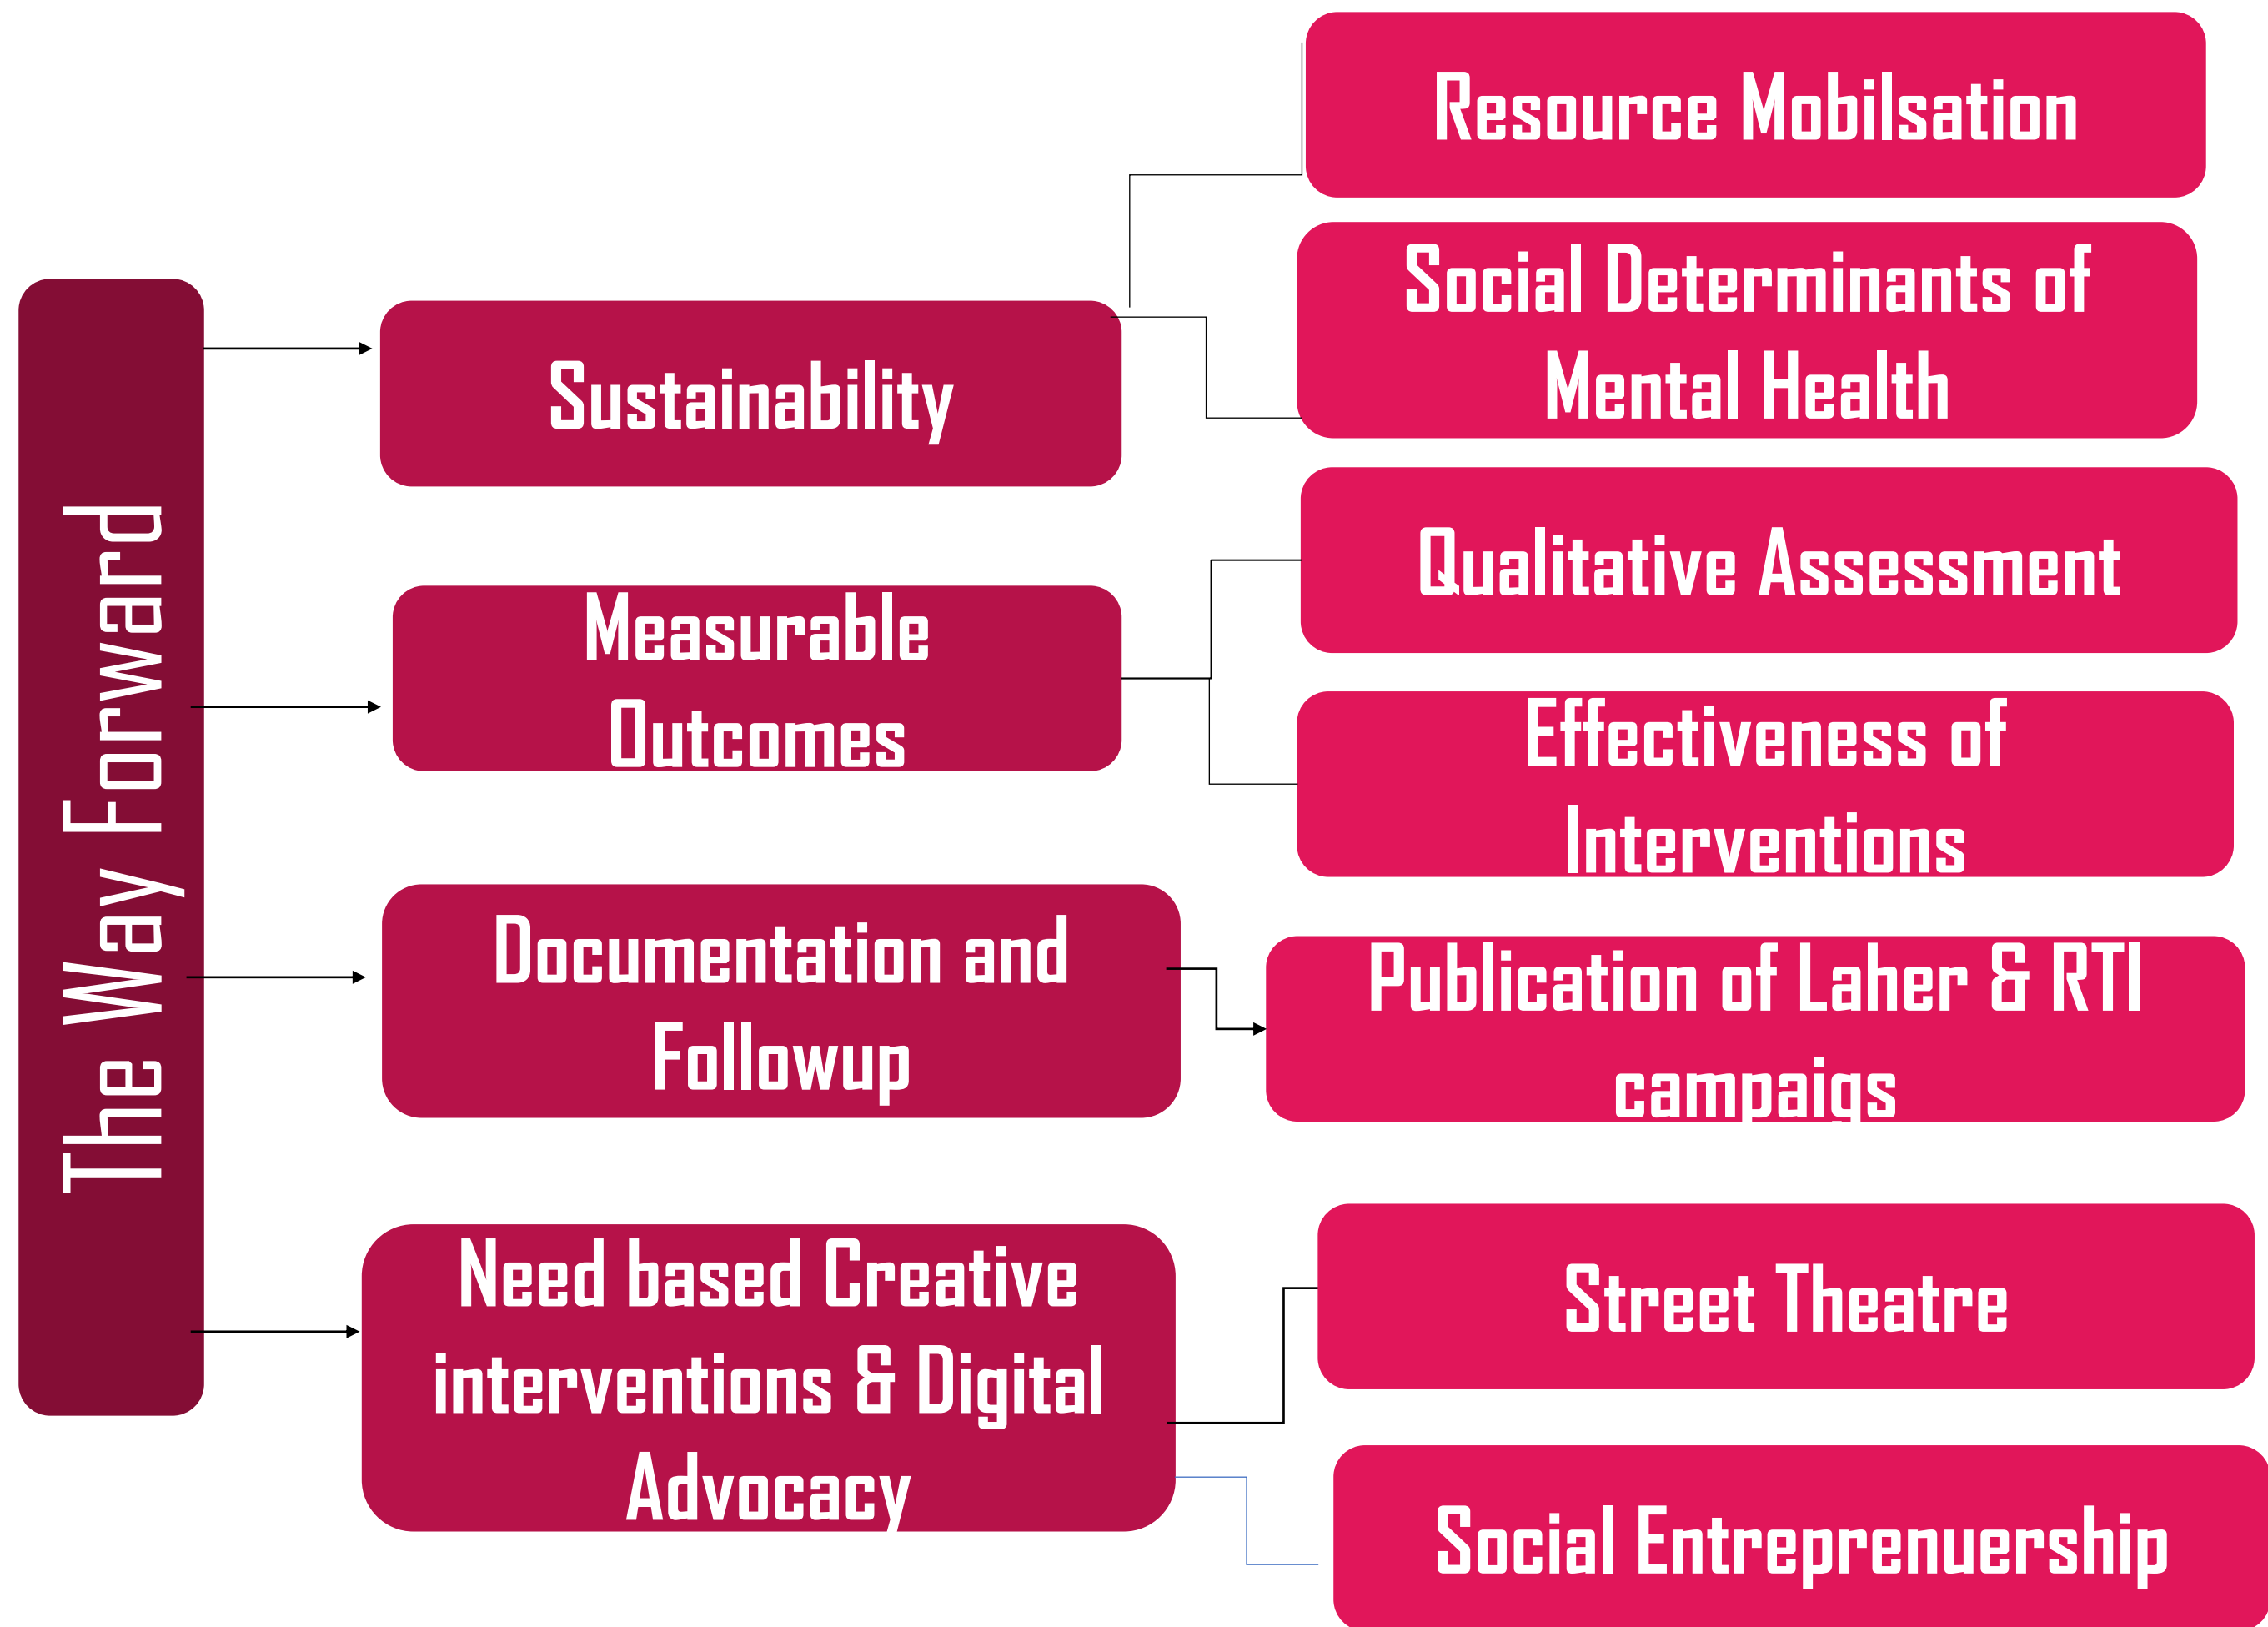 The Way Forward
Sustainability
Resource Mobilsation
Social Determinants of
Mental Health
Measurable
Outcomes
Qualitative Assessment
Effectiveness of
Interventions
Documentation and
Followup
Publication of Laher & RTI
campaigs
Need based Creative
interventions & Digital
Advocacy
Street Theatre
Social Entreprenuership